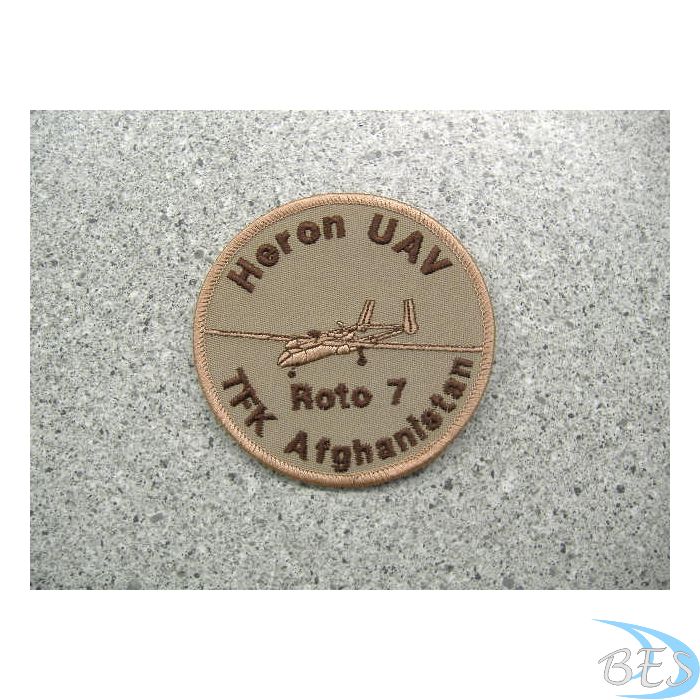 Heron UAV
Roto 7
TFK Afghanistan
BES